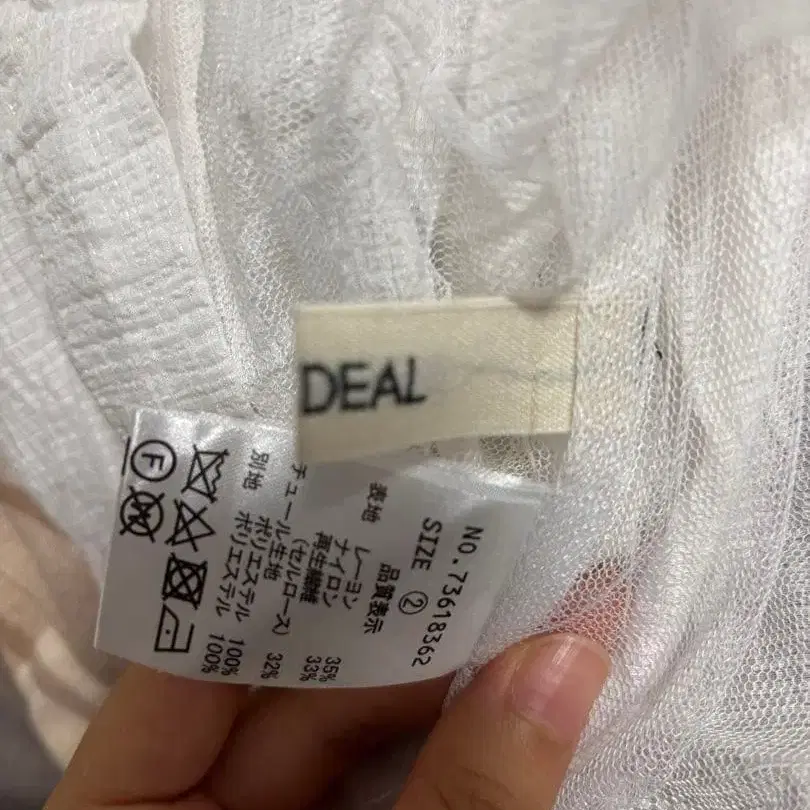 DEAL
NO.73618362
SIZE ②
品質表示
表地 レーヨン 35%
ナイロン 33%
再生繊維
(セルロース) 32%
チュール生地
ポリエステル 100%
別地 ポリエステル 100%
F
W